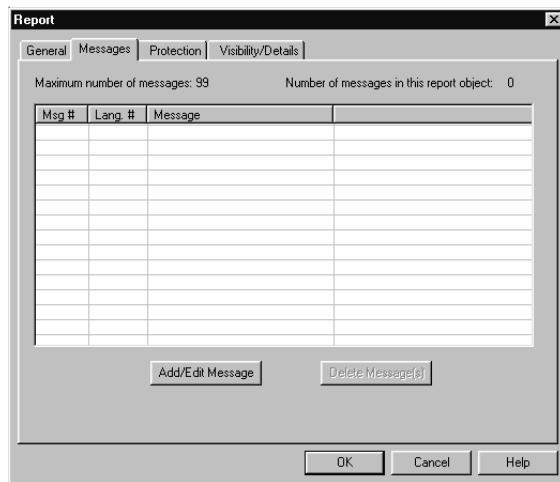 Report
General Messages Protection Visibility/Details
Maximum number of messages: 99 Number of messages in this report object: 0
Msg # Lang. # Message
Add/Edit Message Delete Message(s)
OK Cancel Help